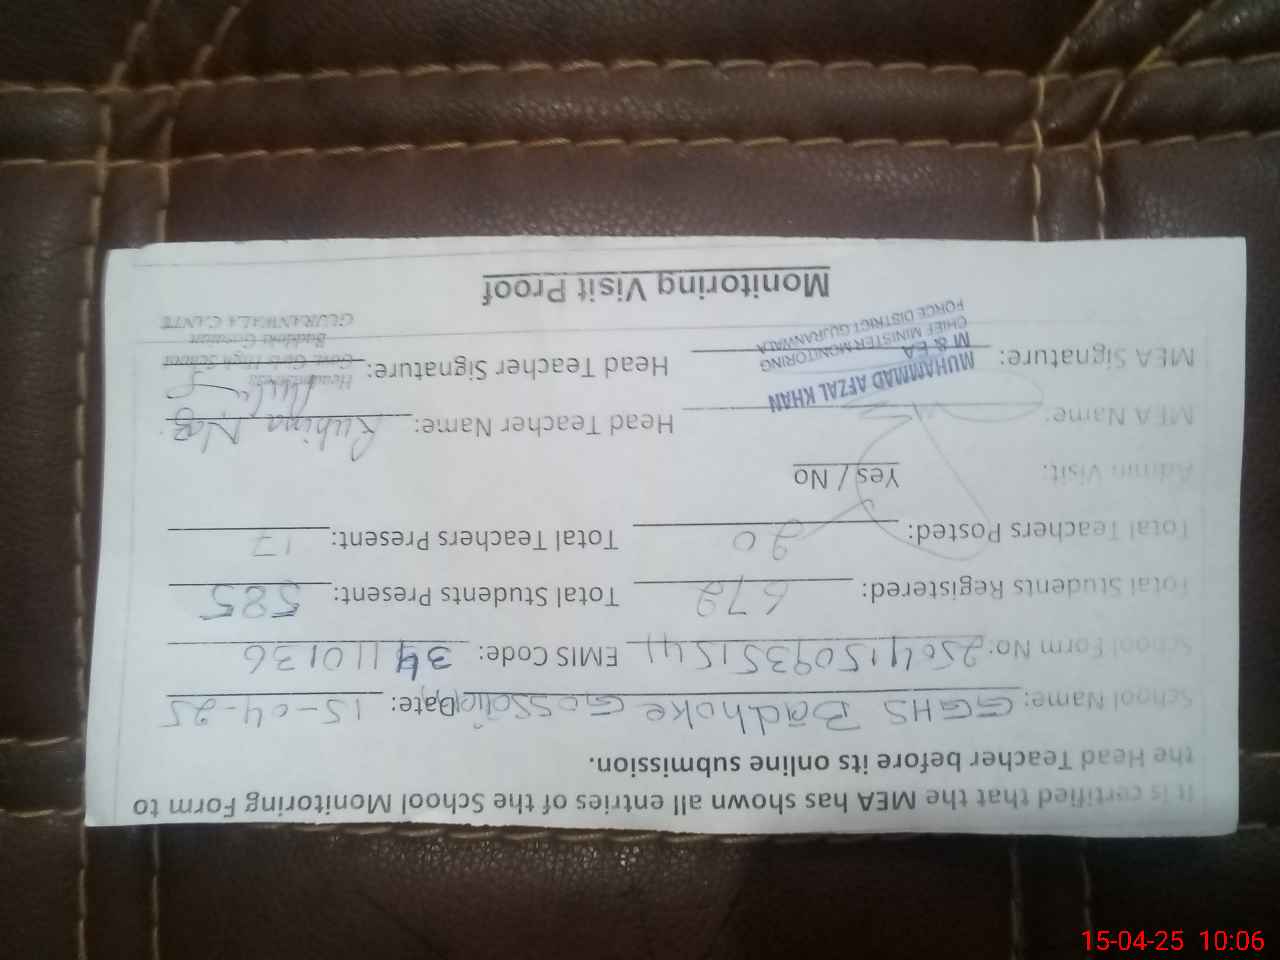 It is certified that the MEA has shown all entries of the School Monitoring Form to
the Head Teacher before its online submission.
School Name: GGHS Badhoke Gossaian Date: 15-04-25
School Form No: 25041509351541 EMIS Code: 34110136
Total Students Registered: 672 Total Students Present: 585
Total Teachers Posted: 20 Total Teachers Present: 17
Admin Visit: Yes / No
MEA Name: Head Teacher Name: Rubina Naz
MUHAMMAD AFZAL KHAN
M & EA
CHIEF MINISTER MONITORING
FORCE DISTRICT GUJRANWALA
MEA Signature: Head Teacher Signature:
Headmistress
Govt. Girls High School
GUJRANWALA CANTT
Monitoring Visit Proof
15-04-25 10:06